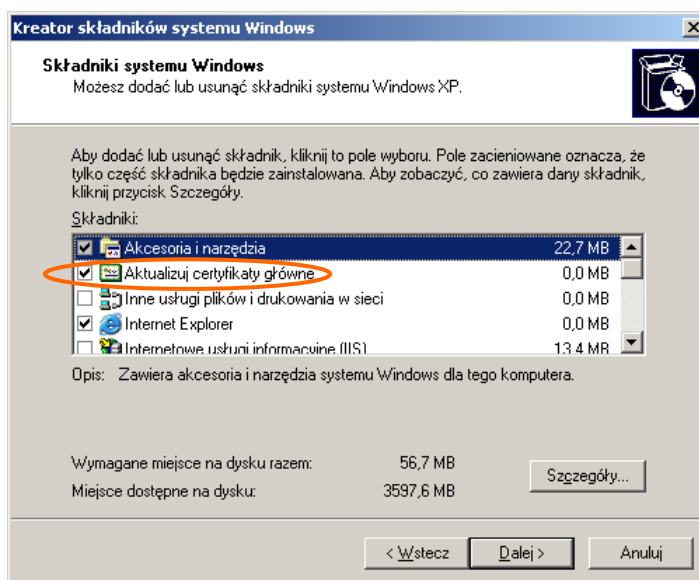 Kreator składników systemu Windows
Składniki systemu Windows
Możesz dodać lub usunąć składniki systemu Windows XP.
Aby dodać lub usunąć składnik, kliknij to pole wyboru. Pole zacieniowane oznacza, że
tylko część składnika będzie zainstalowana. Aby zobaczyć, co zawiera dany składnik,
kliknij przycisk Szczegóły.
Składniki:
Akcesoria i narzędzia 22,7 MB
Aktualizuj certyfikaty główne 0,0 MB
Inne usługi plików i drukowania w sieci 0,0 MB
Internet Explorer 0,0 MB
Internetowe usługi informacyjne (IIS) 13,4 MB
Opis: Zawiera akcesoria i narzędzia systemu Windows dla tego komputera.
Wymagane miejsce na dysku razem: 56,7 MB
Miejsce dostępne na dysku: 3597,6 MB
Szczegóły...
< Wstecz Dalej > Anuluj